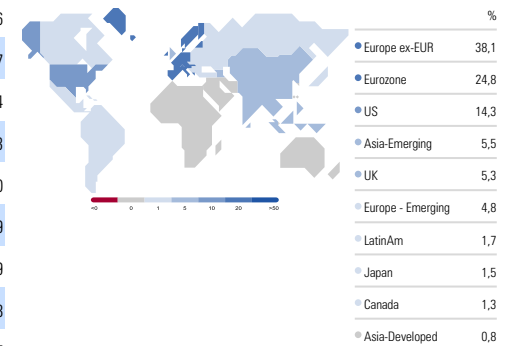 %
Europe ex-EUR 38,1
Eurozone 24,8
US 14,3
Asia-Emerging 5,5
UK 5,3
Europe - Emerging 4,8
LatinAm 1,7
Japan 1,5
Canada 1,3
Asia-Developed 0,8
<0 0 1 5 10 20 >50